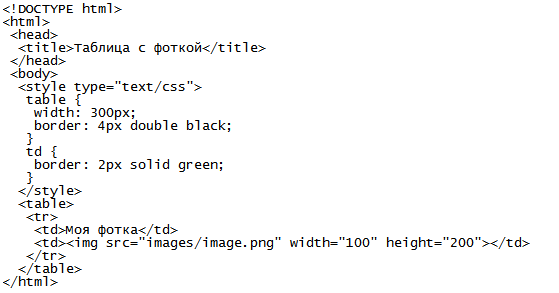 <!DOCTYPE html>
<html>
<head>
<title>Таблица с фоткой</title>
</head>
<body>
<style type="text/css">
table {
width: 300px;
border: 4px double black;
}
td {
border: 2px solid green;
}
</style>
<table>
<tr>
<td>Моя фотка</td>
<td><img src="images/image.png" width="100" height="200"></td>
</tr>
</table>
</html>